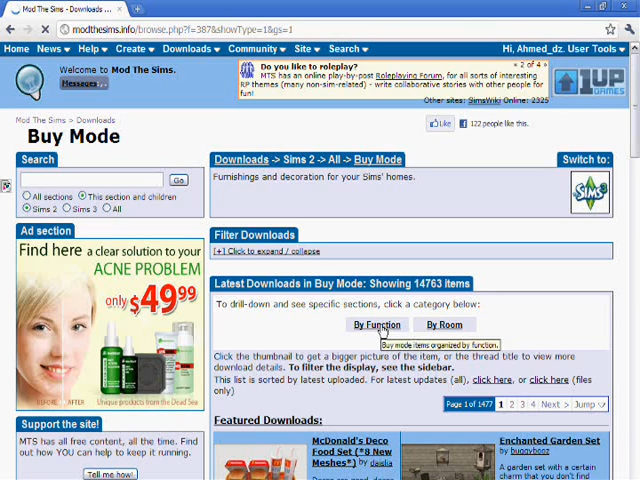 Mod The Sims - Downloads ...
modthesims.info/browse.php?f=387&showType=1&gs=1
Home News Help Create Downloads Community Site Search Hi, Ahmed_dz. User Tools
Welcome to Mod The Sims.
Messages...
Do you like to roleplay?
« 2 of 4 »
MTS has an online play-by-post Roleplaying Forum, for all sorts of interesting
RP themes (many non-sim-related) - write collaborative stories with other people for
fun!
Other sites: SimsWiki Online: 2325
1UP
GAMES
Mod The Sims > Downloads
Like
122 people like this.
Buy Mode
Search
Go
All sections This section and children
Sims 2 Sims 3 All
Downloads -> Sims 2 -> All -> Buy Mode
Switch to:
Furnishings and decoration for your Sims' homes.
Sims 3
Ad section
Find here a clear solution to your
ACNE PROBLEM
only $49.99
BEFORE AFTER
Unique products from the Dead Sea
Filter Downloads
[+] Click to expand / collapse
Latest Downloads in Buy Mode: Showing 14763 items
To drill-down and see specific sections, click a category below:
By Function By Room
Buy mode items organized by function.
Click the thumbnail to get a bigger picture of the item, or the thread title to view more
download details. To filter the display, see the sidebar.
This list is sorted by latest uploaded. For latest updates (all), click here, or click here (files
only)
Page 1 of 1477 1 2 3 4 Next > Jump
Support the site!
MTS has all free content, all the time. Find
out how YOU can help to keep it running.
Tell me how!
Featured Downloads:
McDonald's Deco
Food Set (*8 New
Meshes*) by daislia
Enchanted Garden Set
by buggybooz
A garden set with a certain
charm that you don't find